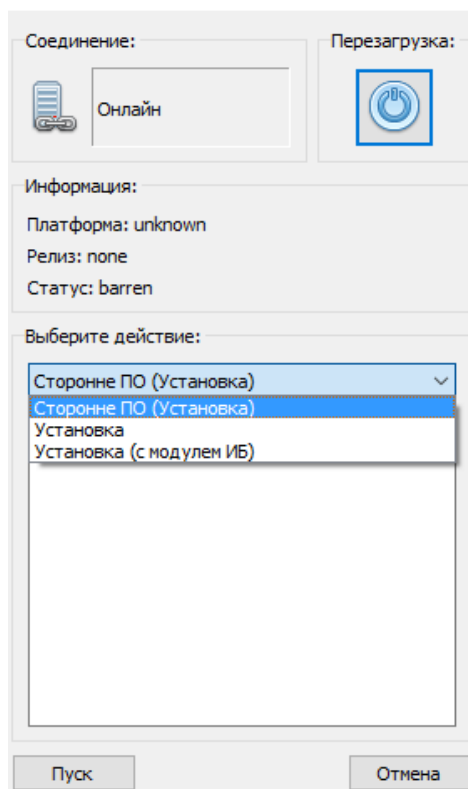 Соединение:
Перезагрузка:
Онлайн
Информация:
Платформа: unknown
Релиз: none
Статус: barren
Выберите действие:
Сторонне ПО (Установка)
Сторонне ПО (Установка)
Установка
Установка (с модулем ИБ)
Пуск
Отмена